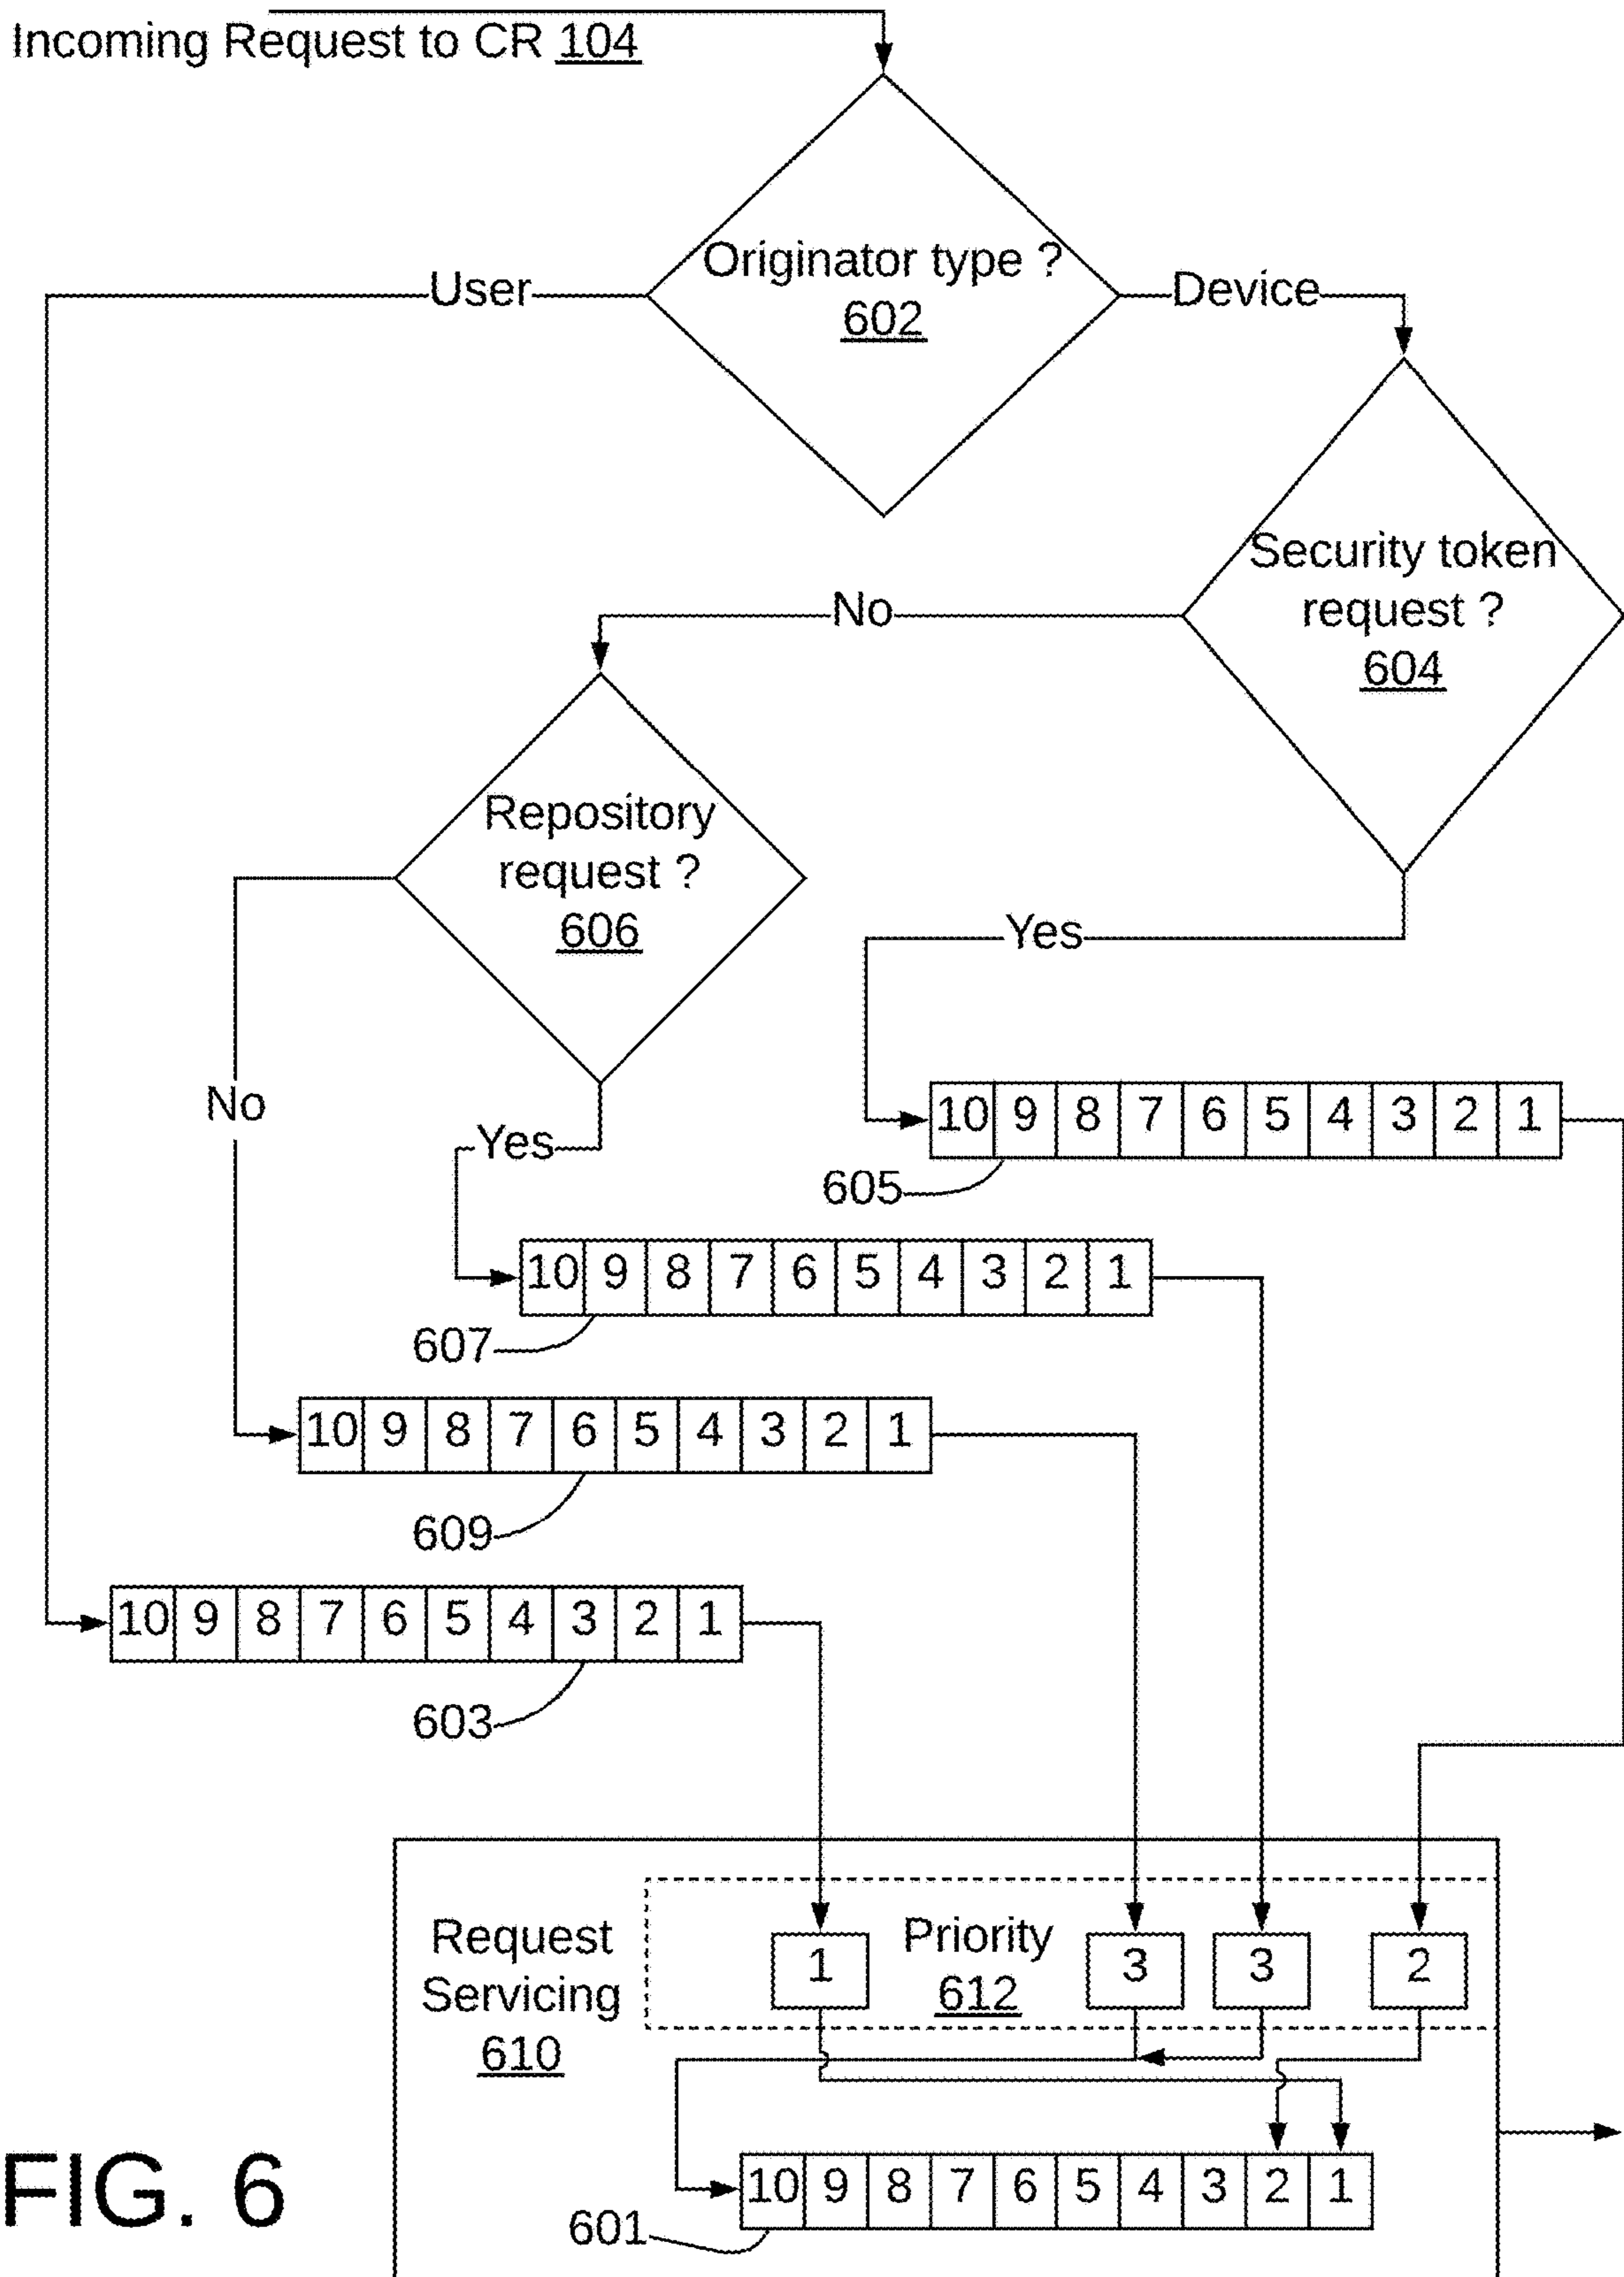 Incoming Request to CR 104
Originator type ?
602
User
Device
Security token
request ?
604
No
Repository
request ?
606
Yes
No
Yes
10 9 8 7 6 5 4 3 2 1
605
10 9 8 7 6 5 4 3 2 1
607
10 9 8 7 6 5 4 3 2 1
609
10 9 8 7 6 5 4 3 2 1
603
Request
Servicing
610
Priority
612
1
3
3
2
10 9 8 7 6 5 4 3 2 1
601
FIG. 6